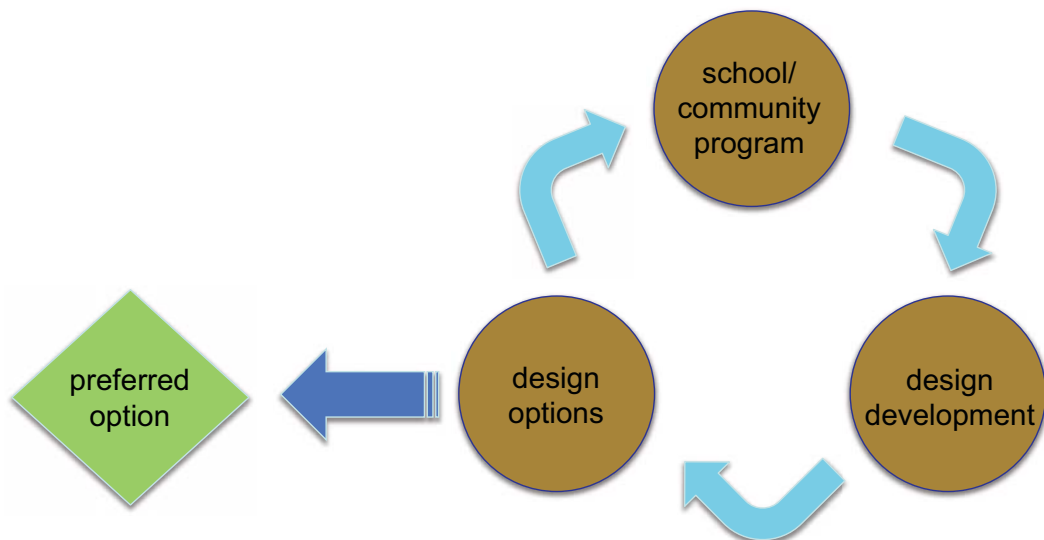 school/
community
program
preferred
option
design
options
design
development